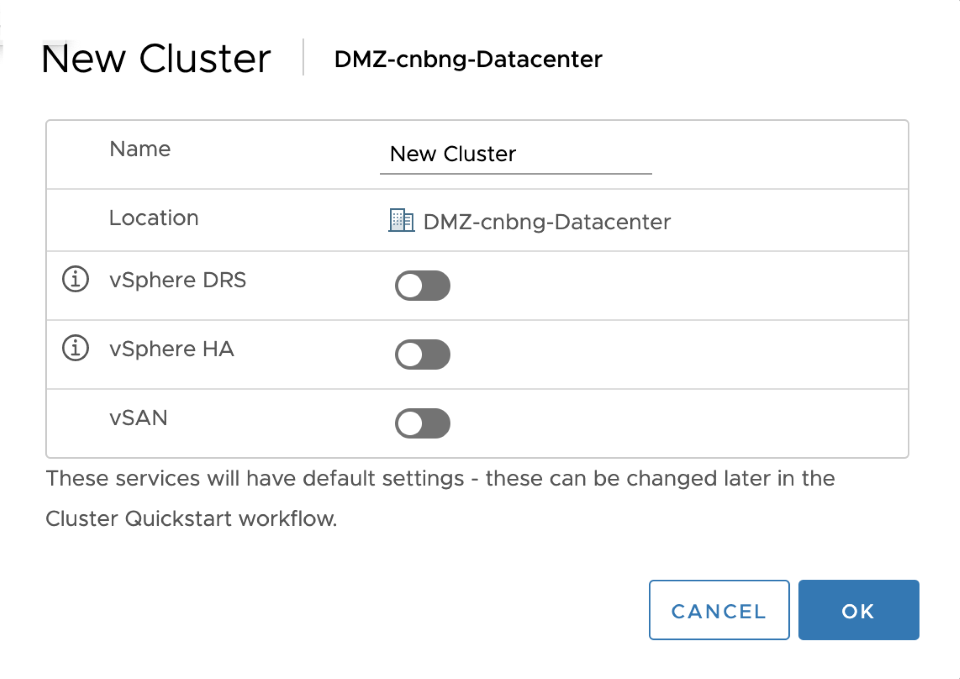 New Cluster DMZ-cnbng-Datacenter
Name New Cluster
Location DMZ-cnbng-Datacenter
vSphere DRS
vSphere HA
vSAN
These services will have default settings - these can be changed later in the
Cluster Quickstart workflow.
CANCEL OK